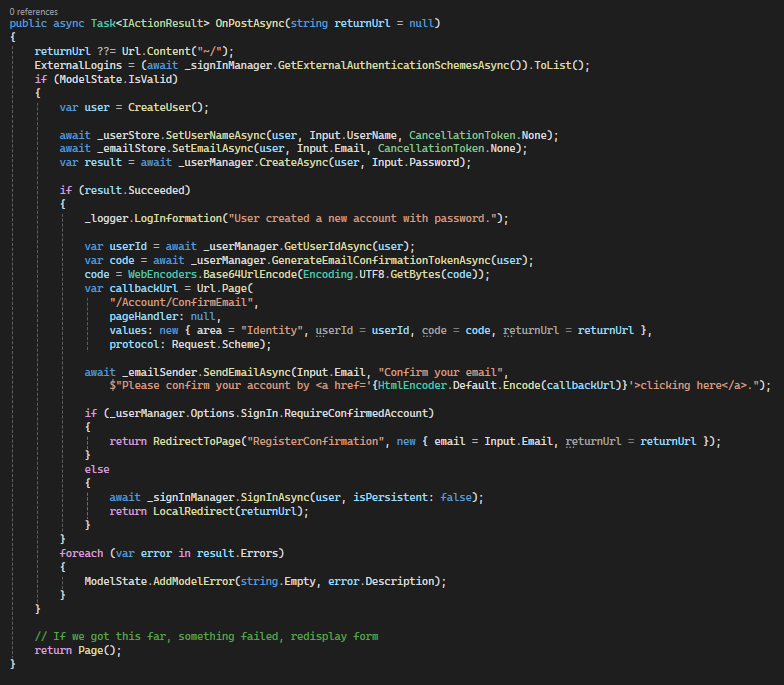 0 references
public async Task<IActionResult> OnPostAsync(string returnUrl = null)
{
    returnUrl ??= Url.Content("~/");
    ExternalLogins = (await _signInManager.GetExternalAuthenticationSchemesAsync()).ToList();
    if (ModelState.IsValid)
    {
        var user = CreateUser();

        await _userStore.SetUserNameAsync(user, Input.UserName, CancellationToken.None);
        await _emailStore.SetEmailAsync(user, Input.Email, CancellationToken.None);
        var result = await _userManager.CreateAsync(user, Input.Password);

        if (result.Succeeded)
        {
            _logger.LogInformation("User created a new account with password.");

            var userId = await _userManager.GetUserIdAsync(user);
            var code = await _userManager.GenerateEmailConfirmationTokenAsync(user);
            code = WebEncoders.Base64UrlEncode(Encoding.UTF8.GetBytes(code));
            var callbackUrl = Url.Page(
                "/Account/ConfirmEmail",
                pageHandler: null,
                values: new { area = "Identity", userId = userId, code = code, returnUrl = returnUrl },
                protocol: Request.Scheme);

            await _emailSender.SendEmailAsync(Input.Email, "Confirm your email",
                $"Please confirm your account by <a href='{HtmlEncoder.Default.Encode(callbackUrl)}'>clicking here</a>.");

            if (_userManager.Options.SignIn.RequireConfirmedAccount)
            {
                return RedirectToPage("RegisterConfirmation", new { email = Input.Email, returnUrl = returnUrl });
            }
            else
            {
                await _signInManager.SignInAsync(user, isPersistent: false);
                return LocalRedirect(returnUrl);
            }
        }
        foreach (var error in result.Errors)
        {
            ModelState.AddModelError(string.Empty, error.Description);
        }
    }

    // If we got this far, something failed, redisplay form
    return Page();
}